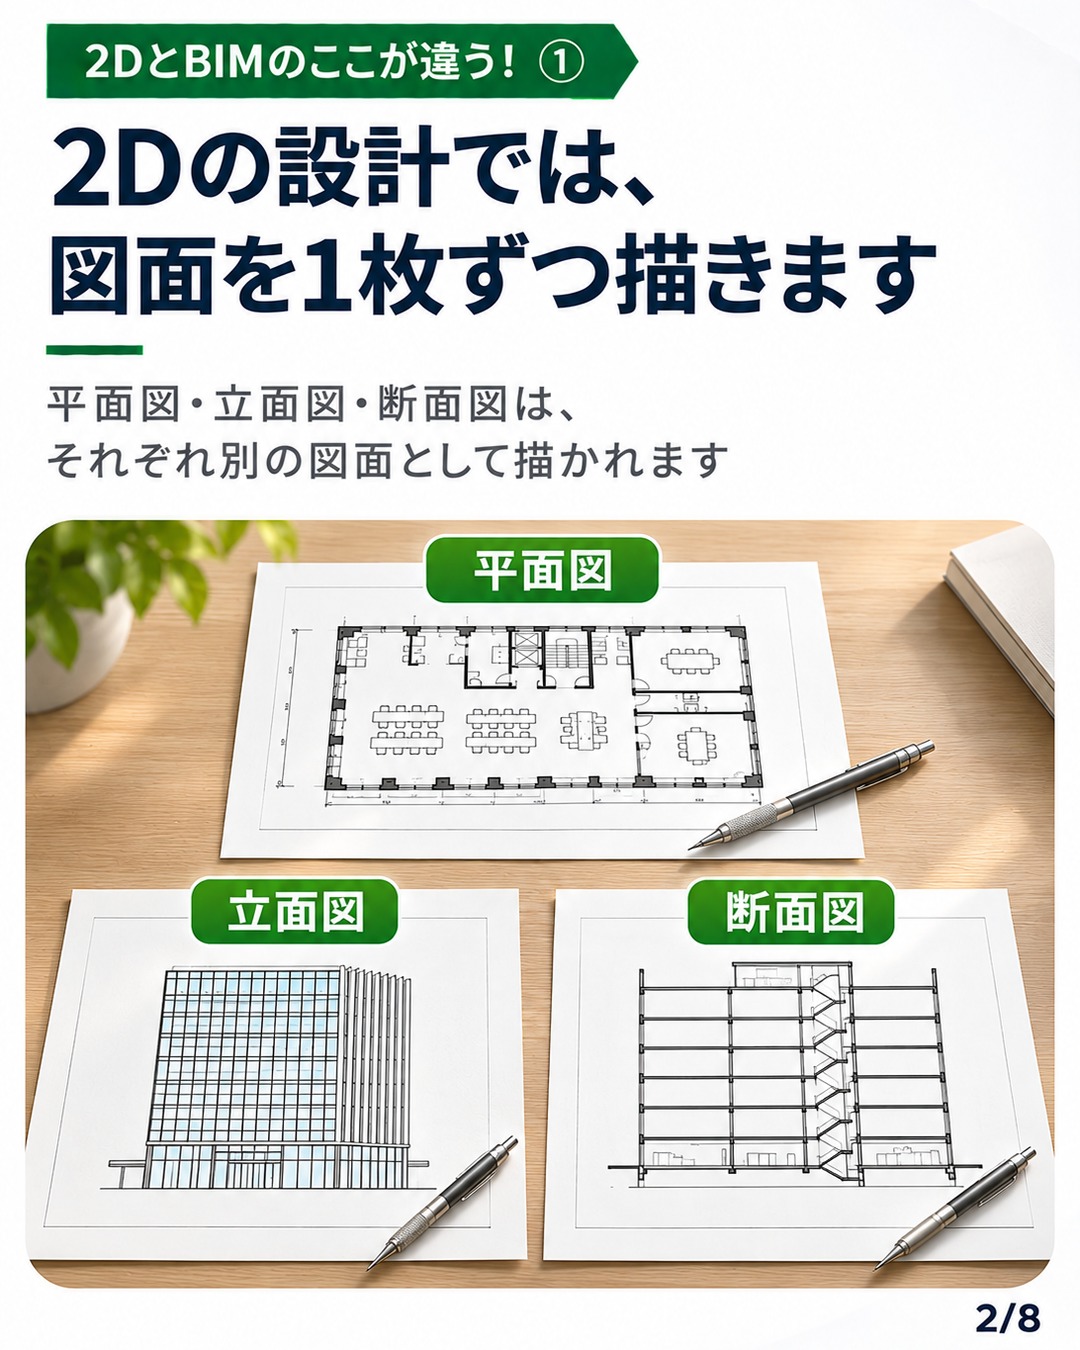 2DとBIMのここが違う！ ①
2Dの設計では、
図面を1枚ずつ描きます
平面図・立面図・断面図は、
それぞれ別の図面として描かれます
平面図
立面図
断面図
2/8